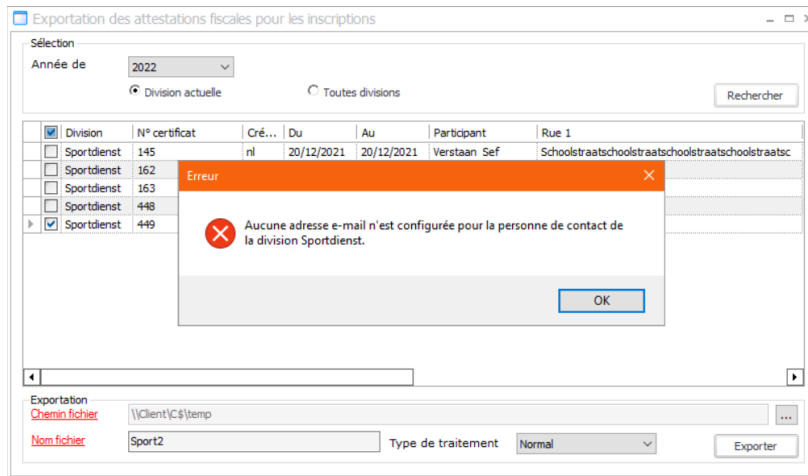 Exportation des attestations fiscales pour les inscriptions
Sélection
Année de 2022
Division actuelle Toutes divisions
Rechercher
Division N° certificat Cré... Du Au Participant Rue 1
Sportdienst 145 nl 20/12/2021 20/12/2021 Verstaan Sef Schoolstraatschoolstraatschoolstraatschoolstraatsc
Sportdienst 162
Sportdienst 163
Sportdienst 448
Sportdienst 449
Erreur
Aucune adresse e-mail n'est configurée pour la personne de contact de
la division Sportdienst.
OK
Exportation
Chemin fichier \\Client\C$\temp ...
Nom fichier Sport2 Type de traitement Normal Exporter